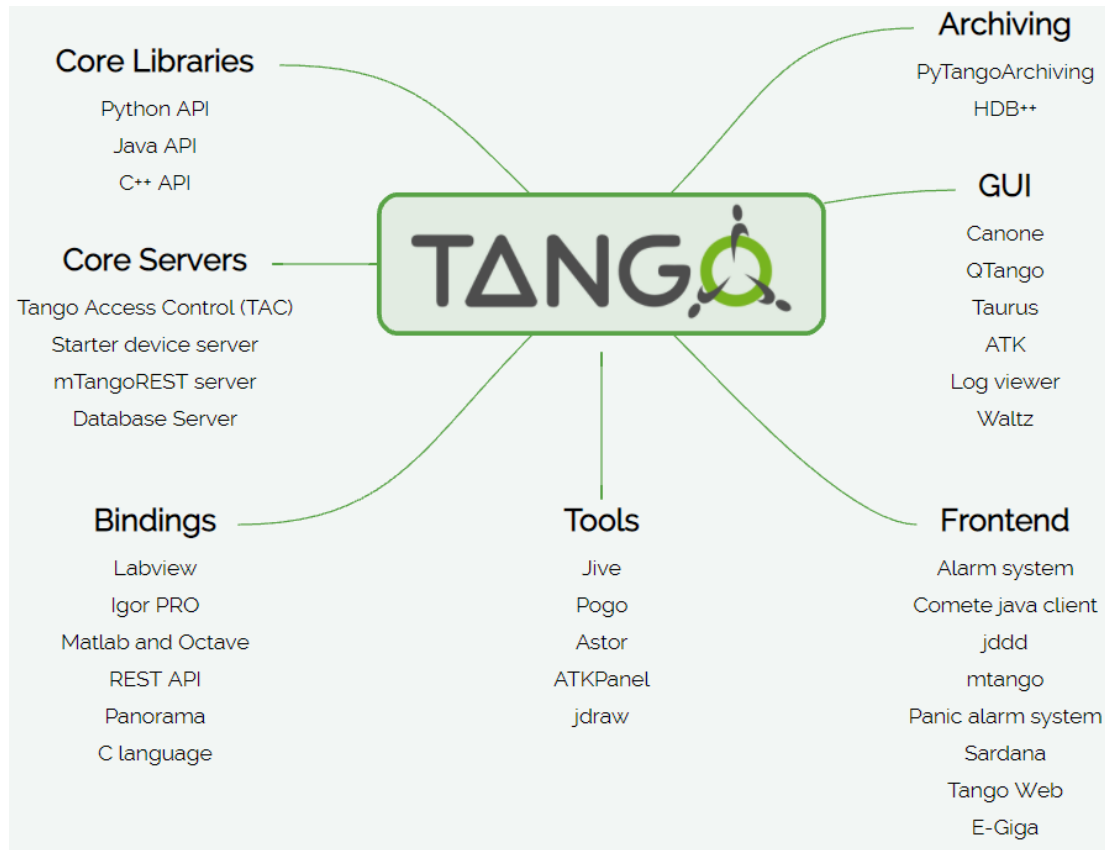 Core Libraries
Python API
Java API
C++ API
Core Servers
Tango Access Control (TAC)
Starter device server
mTangoREST server
Database Server
Bindings
Labview
Igor PRO
Matlab and Octave
REST API
Panorama
C language
TANGO
Tools
Jive
Pogo
Astor
ATKPanel
jdraw
Archiving
PyTangoArchiving
HDB++
GUI
Canone
QTango
Taurus
ATK
Log viewer
Waltz
Frontend
Alarm system
Comete java client
jddd
mtango
Panic alarm system
Sardana
Tango Web
E-Giga